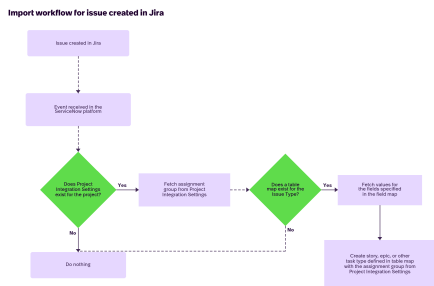 Import workflow for issue created in Jira
Issue created in Jira
Event received in the
ServiceNow platform
Does Project
Integration Settings
exist for the project?
Yes
Fetch assignment
group from Project
Integration Settings
Does a table
map exist for the
Issue Type?
Yes
Fetch values for
the fields specified
in the field map
No
No
Do nothing
Create story, epic, or other
task type defined in table map
with the assignment group from
Project Integration Settings